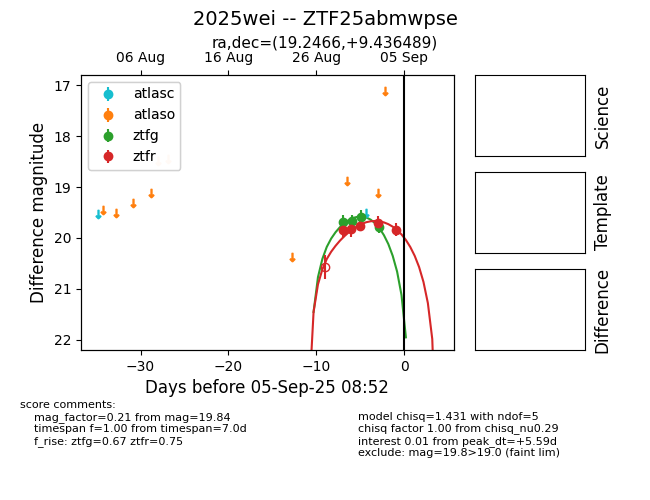 2025wei -- ZTF25abmwpse
ra,dec=(19.2466,+9.436489)
06 Aug
16 Aug
26 Aug
05 Sep
17
18
19
20
21
22
Difference magnitude
atlasc
atlaso
ztfg
ztfr
−30
−20
−10
0
Days before 05-Sep-25 08:52
Science
Template
Difference
score comments:
mag_factor=0.21 from mag=19.84
timespan f=1.00 from timespan=7.0d
f_rise: ztfg=0.67 ztfr=0.75
model chisq=1.431 with ndof=5
chisq factor 1.00 from chisq_nu0.29
interest 0.01 from peak_dt=+5.59d
exclude: mag=19.8>19.0 (faint lim)